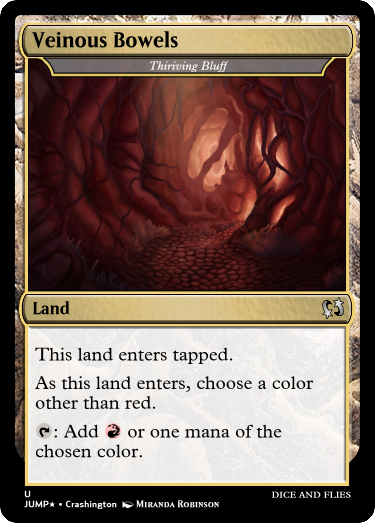 Veinous Bowels
Thiriving Bluff
Land
This land enters tapped.
As this land enters, choose a color
other than red.
: Add or one mana of the
chosen color.
U
JUMP★ • Crashington Miranda Robinson
DICE AND FLIES